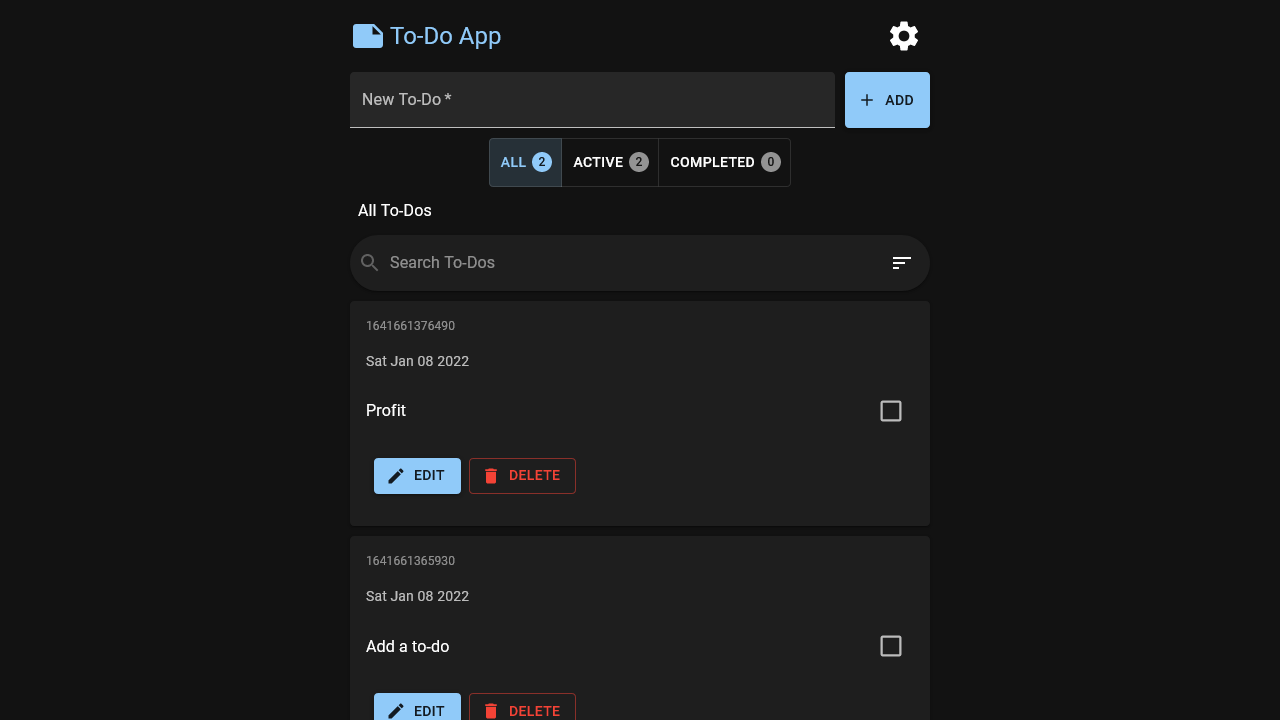 To-Do App
New To-Do *
ADD
ALL 2 ACTIVE 2 COMPLETED 0
All To-Dos
Search To-Dos
1641661376490
Sat Jan 08 2022
Profit
EDIT DELETE
1641661365930
Sat Jan 08 2022
Add a to-do
EDIT DELETE